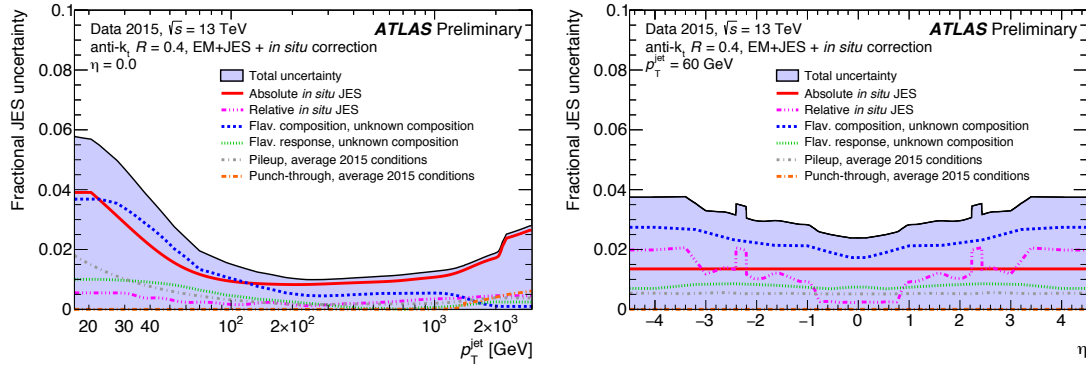 Fractional JES uncertainty
0.1
0.08
0.06
0.04
0.02
0
Data 2015, √s = 13 TeV
ATLAS Preliminary
anti-kₜ R = 0.4, EM+JES + in situ correction
η = 0.0
Total uncertainty
Absolute in situ JES
Relative in situ JES
Flav. composition, unknown composition
Flav. response, unknown composition
Pileup, average 2015 conditions
Punch-through, average 2015 conditions
20 30 40 10² 2×10² 10³ 2×10³
p_T^jet [GeV]
Fractional JES uncertainty
0.1
0.08
0.06
0.04
0.02
0
Data 2015, √s = 13 TeV
ATLAS Preliminary
anti-kₜ R = 0.4, EM+JES + in situ correction
p_T^jet = 60 GeV
Total uncertainty
Absolute in situ JES
Relative in situ JES
Flav. composition, unknown composition
Flav. response, unknown composition
Pileup, average 2015 conditions
Punch-through, average 2015 conditions
−4 −3 −2 −1 0 1 2 3 4
η